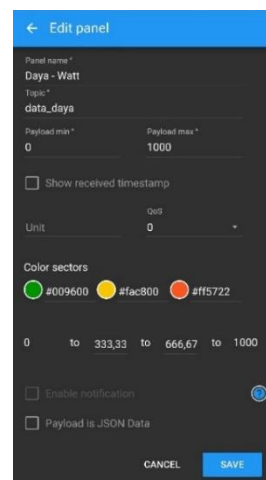 Edit panel
Panel name *
Daya - Watt
Topic *
data_daya
Payload min * Payload max *
0 1000
Show received timestamp
QoS
Unit 0
Color sectors
#009600 #fac800 #ff5722
0 to 333,33 to 666,67 to 1000
Enable notification
Payload is JSON Data
CANCEL SAVE